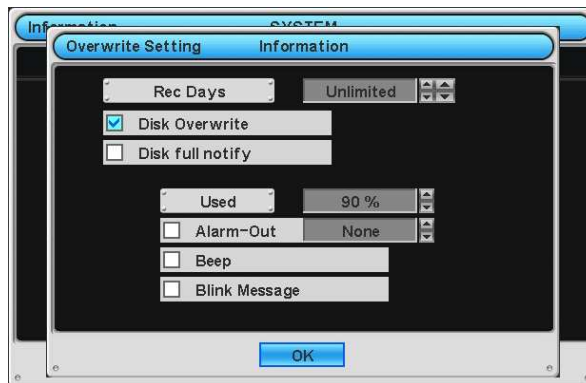 Information SYSTEM
Overwrite Setting Information
Rec Days Unlimited
Disk Overwrite
Disk full notify
Used 90 %
Alarm-Out None
Beep
Blink Message
OK